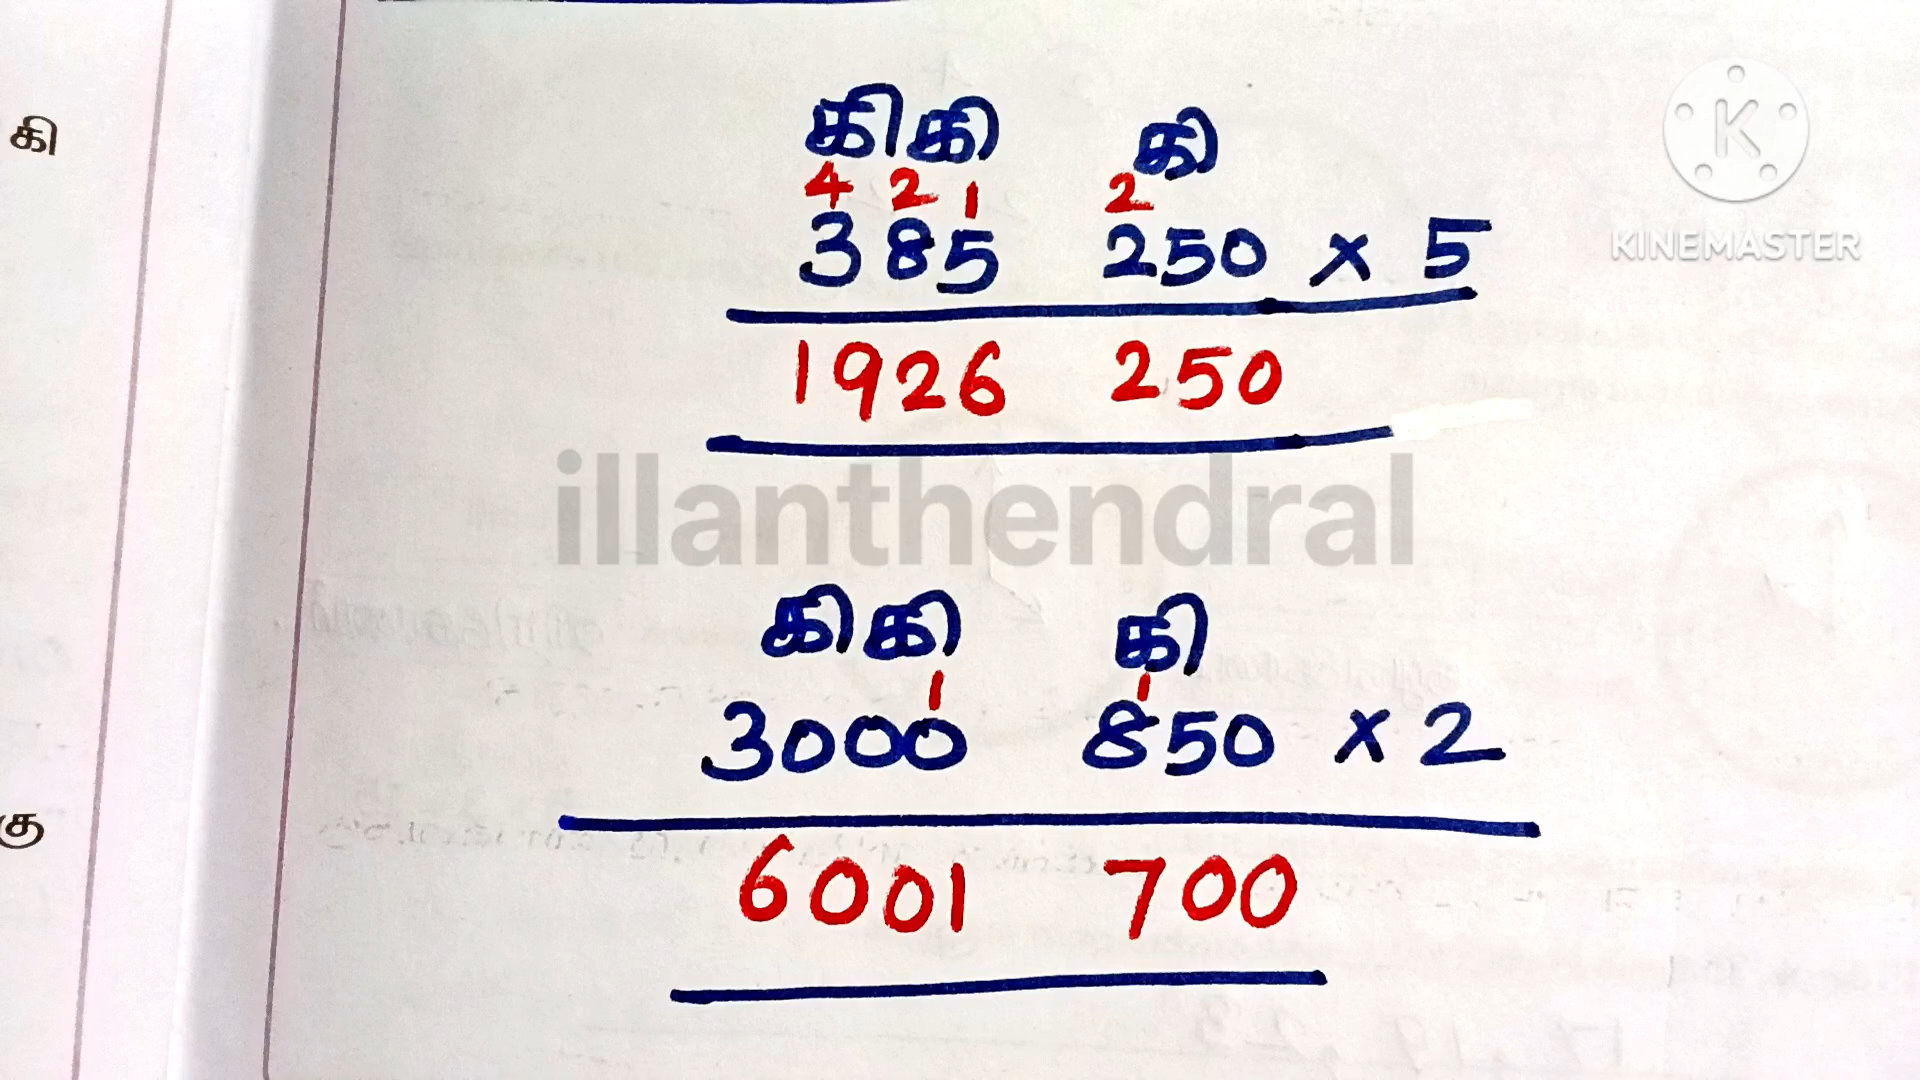 கி
கிகி கி
4 2 1 2
385 250 × 5
1926 250
KINEMASTER
illanthendral
கிகி கி
1 1
3000 850 × 2
6001 700
கு